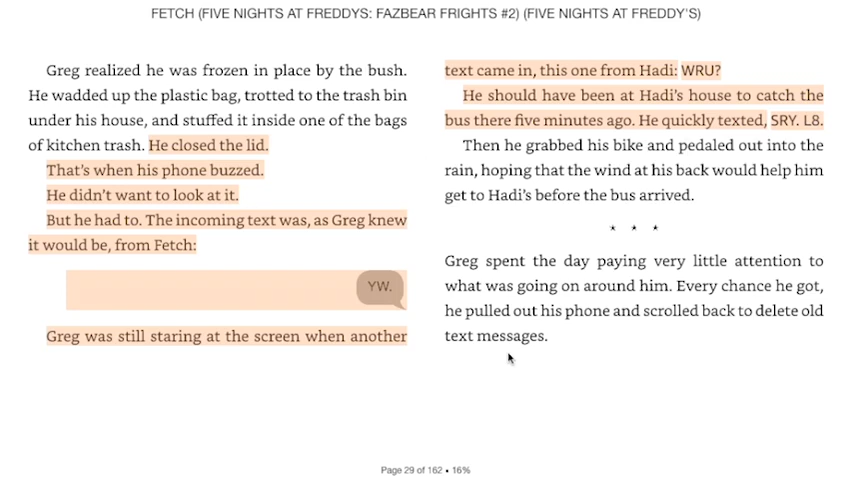 FETCH (FIVE NIGHTS AT FREDDYS: FAZBEAR FRIGHTS #2) (FIVE NIGHTS AT FREDDY'S)
Greg realized he was frozen in place by the bush.
He wadded up the plastic bag, trotted to the trash bin
under his house, and stuffed it inside one of the bags
of kitchen trash. He closed the lid.
That's when his phone buzzed.
He didn't want to look at it.
But he had to. The incoming text was, as Greg knew
it would be, from Fetch:
YW.
Greg was still staring at the screen when another
text came in, this one from Hadi: WRU?
He should have been at Hadi's house to catch the
bus there five minutes ago. He quickly texted, SRY. L8.
Then he grabbed his bike and pedaled out into the
rain, hoping that the wind at his back would help him
get to Hadi's before the bus arrived.
* * *
Greg spent the day paying very little attention to
what was going on around him. Every chance he got,
he pulled out his phone and scrolled back to delete old
text messages.
Page 29 of 162 • 16%